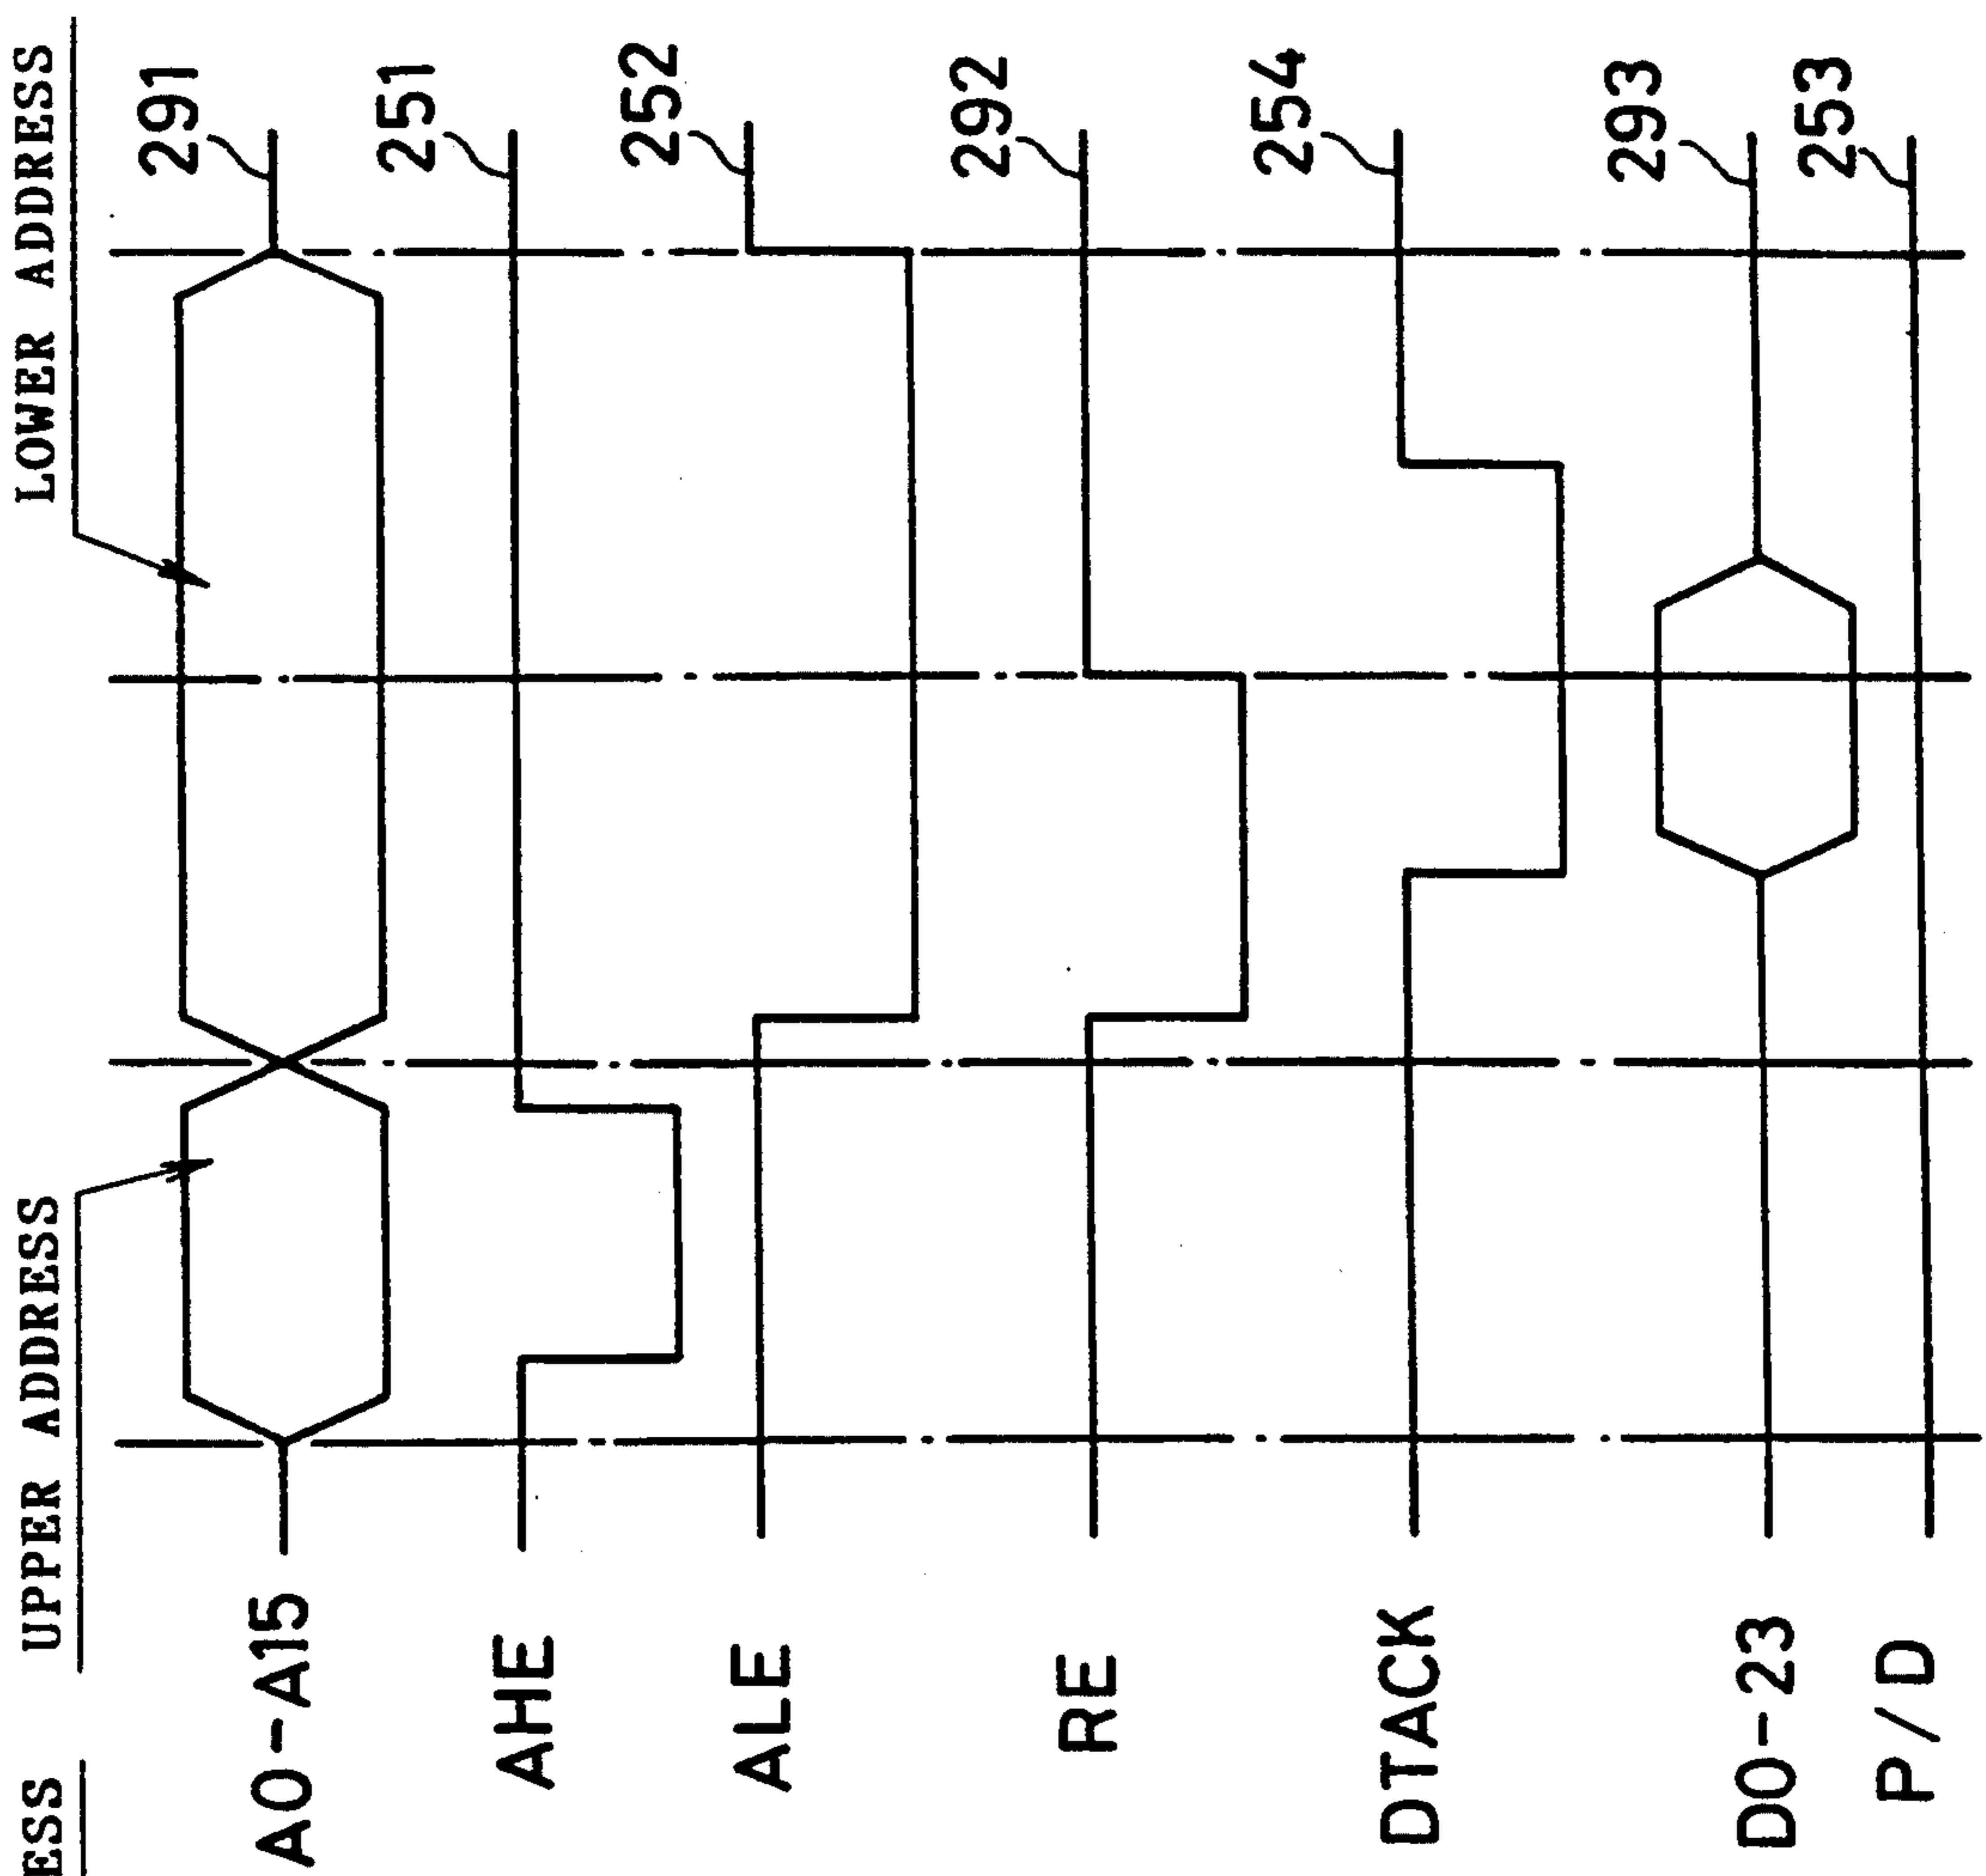 ESS
UPPER ADDRESS
LOWER ADDRESS
A0-A15
291
AHE
251
ALE
252
RE
292
DTACK
254
D0-23
293
P/D
253